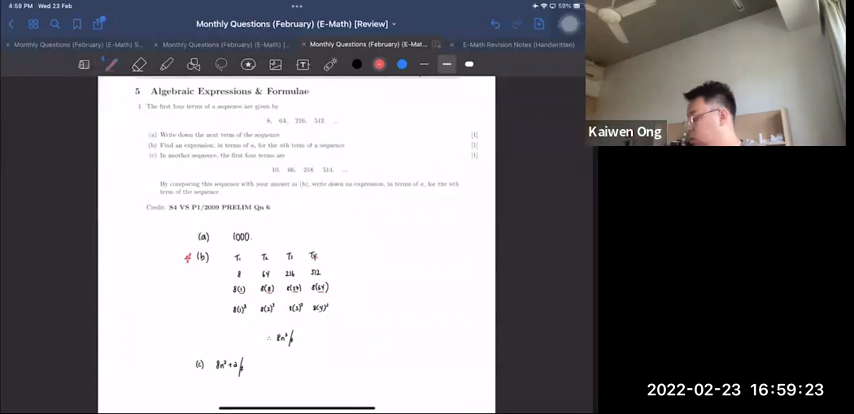 4:59 PM Wed 23 Feb
59%
Monthly Questions (February) (E-Math) [Review]
Monthly Questions (February) (E-Math) S...
Monthly Questions (February) (E-Math) [...
Monthly Questions (February) (E-Mat...
E-Math Revision Notes (Handwritten)
5 Algebraic Expressions & Formulae
1 The first four terms of a sequence are given by
8, 64, 216, 512, ...
(a) Write down the next term of the sequence [1]
(b) Find an expression, in terms of n, for the nth term of a sequence [1]
(c) In another sequence, the first four terms are [1]
10, 66, 218, 514, ...
By comparing this sequence with your answer in (b), write down an expression, in terms of n, for the nth
term of the sequence
Credit: S4 VS P1/2009 PRELIM Qn 6
(a) 1000.
(b) T1 T2 T3 T4
8 64 216 512
8(1) 8(8) 8(27) 8(64)
8(1)³ 8(2)³ 8(3)³ 8(4)³
∴ 8n³
(c) 8n³ + 2
Kaiwen Ong
2022-02-23 16:59:23